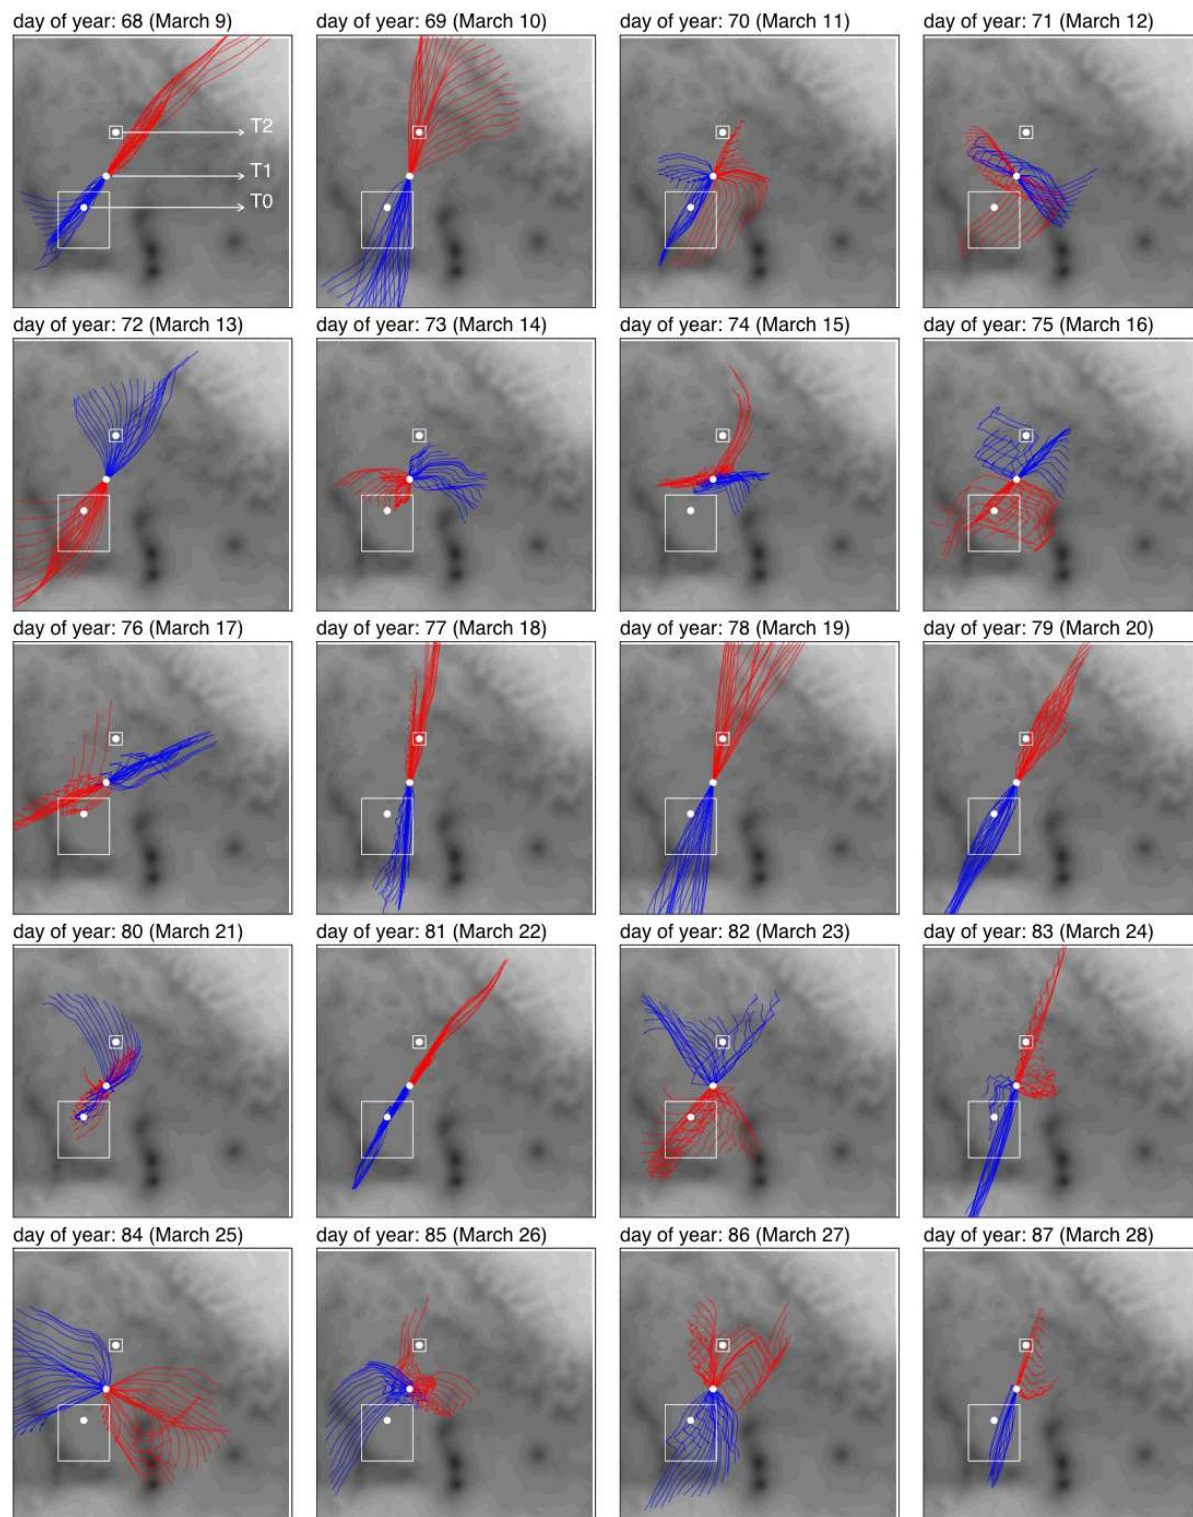 day of year: 68 (March 9)
day of year: 69 (March 10)
day of year: 70 (March 11)
day of year: 71 (March 12)
T2
T1
T0
day of year: 72 (March 13)
day of year: 73 (March 14)
day of year: 74 (March 15)
day of year: 75 (March 16)
day of year: 76 (March 17)
day of year: 77 (March 18)
day of year: 78 (March 19)
day of year: 79 (March 20)
day of year: 80 (March 21)
day of year: 81 (March 22)
day of year: 82 (March 23)
day of year: 83 (March 24)
day of year: 84 (March 25)
day of year: 85 (March 26)
day of year: 86 (March 27)
day of year: 87 (March 28)